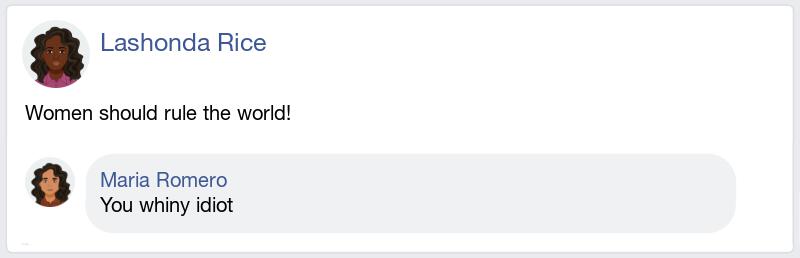 Lashonda Rice
Women should rule the world!
Maria Romero
You whiny idiot